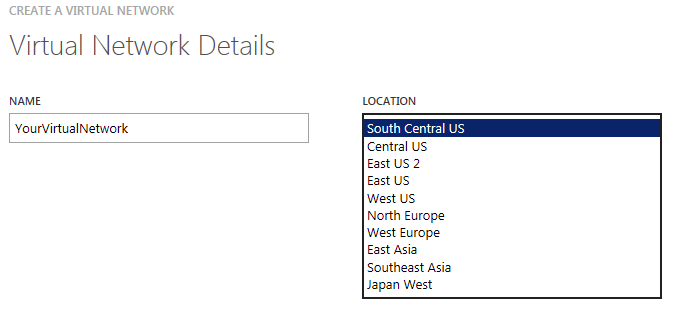 CREATE A VIRTUAL NETWORK
Virtual Network Details
NAME
YourVirtualNetwork
LOCATION
South Central US
Central US
East US 2
East US
West US
North Europe
West Europe
East Asia
Southeast Asia
Japan West